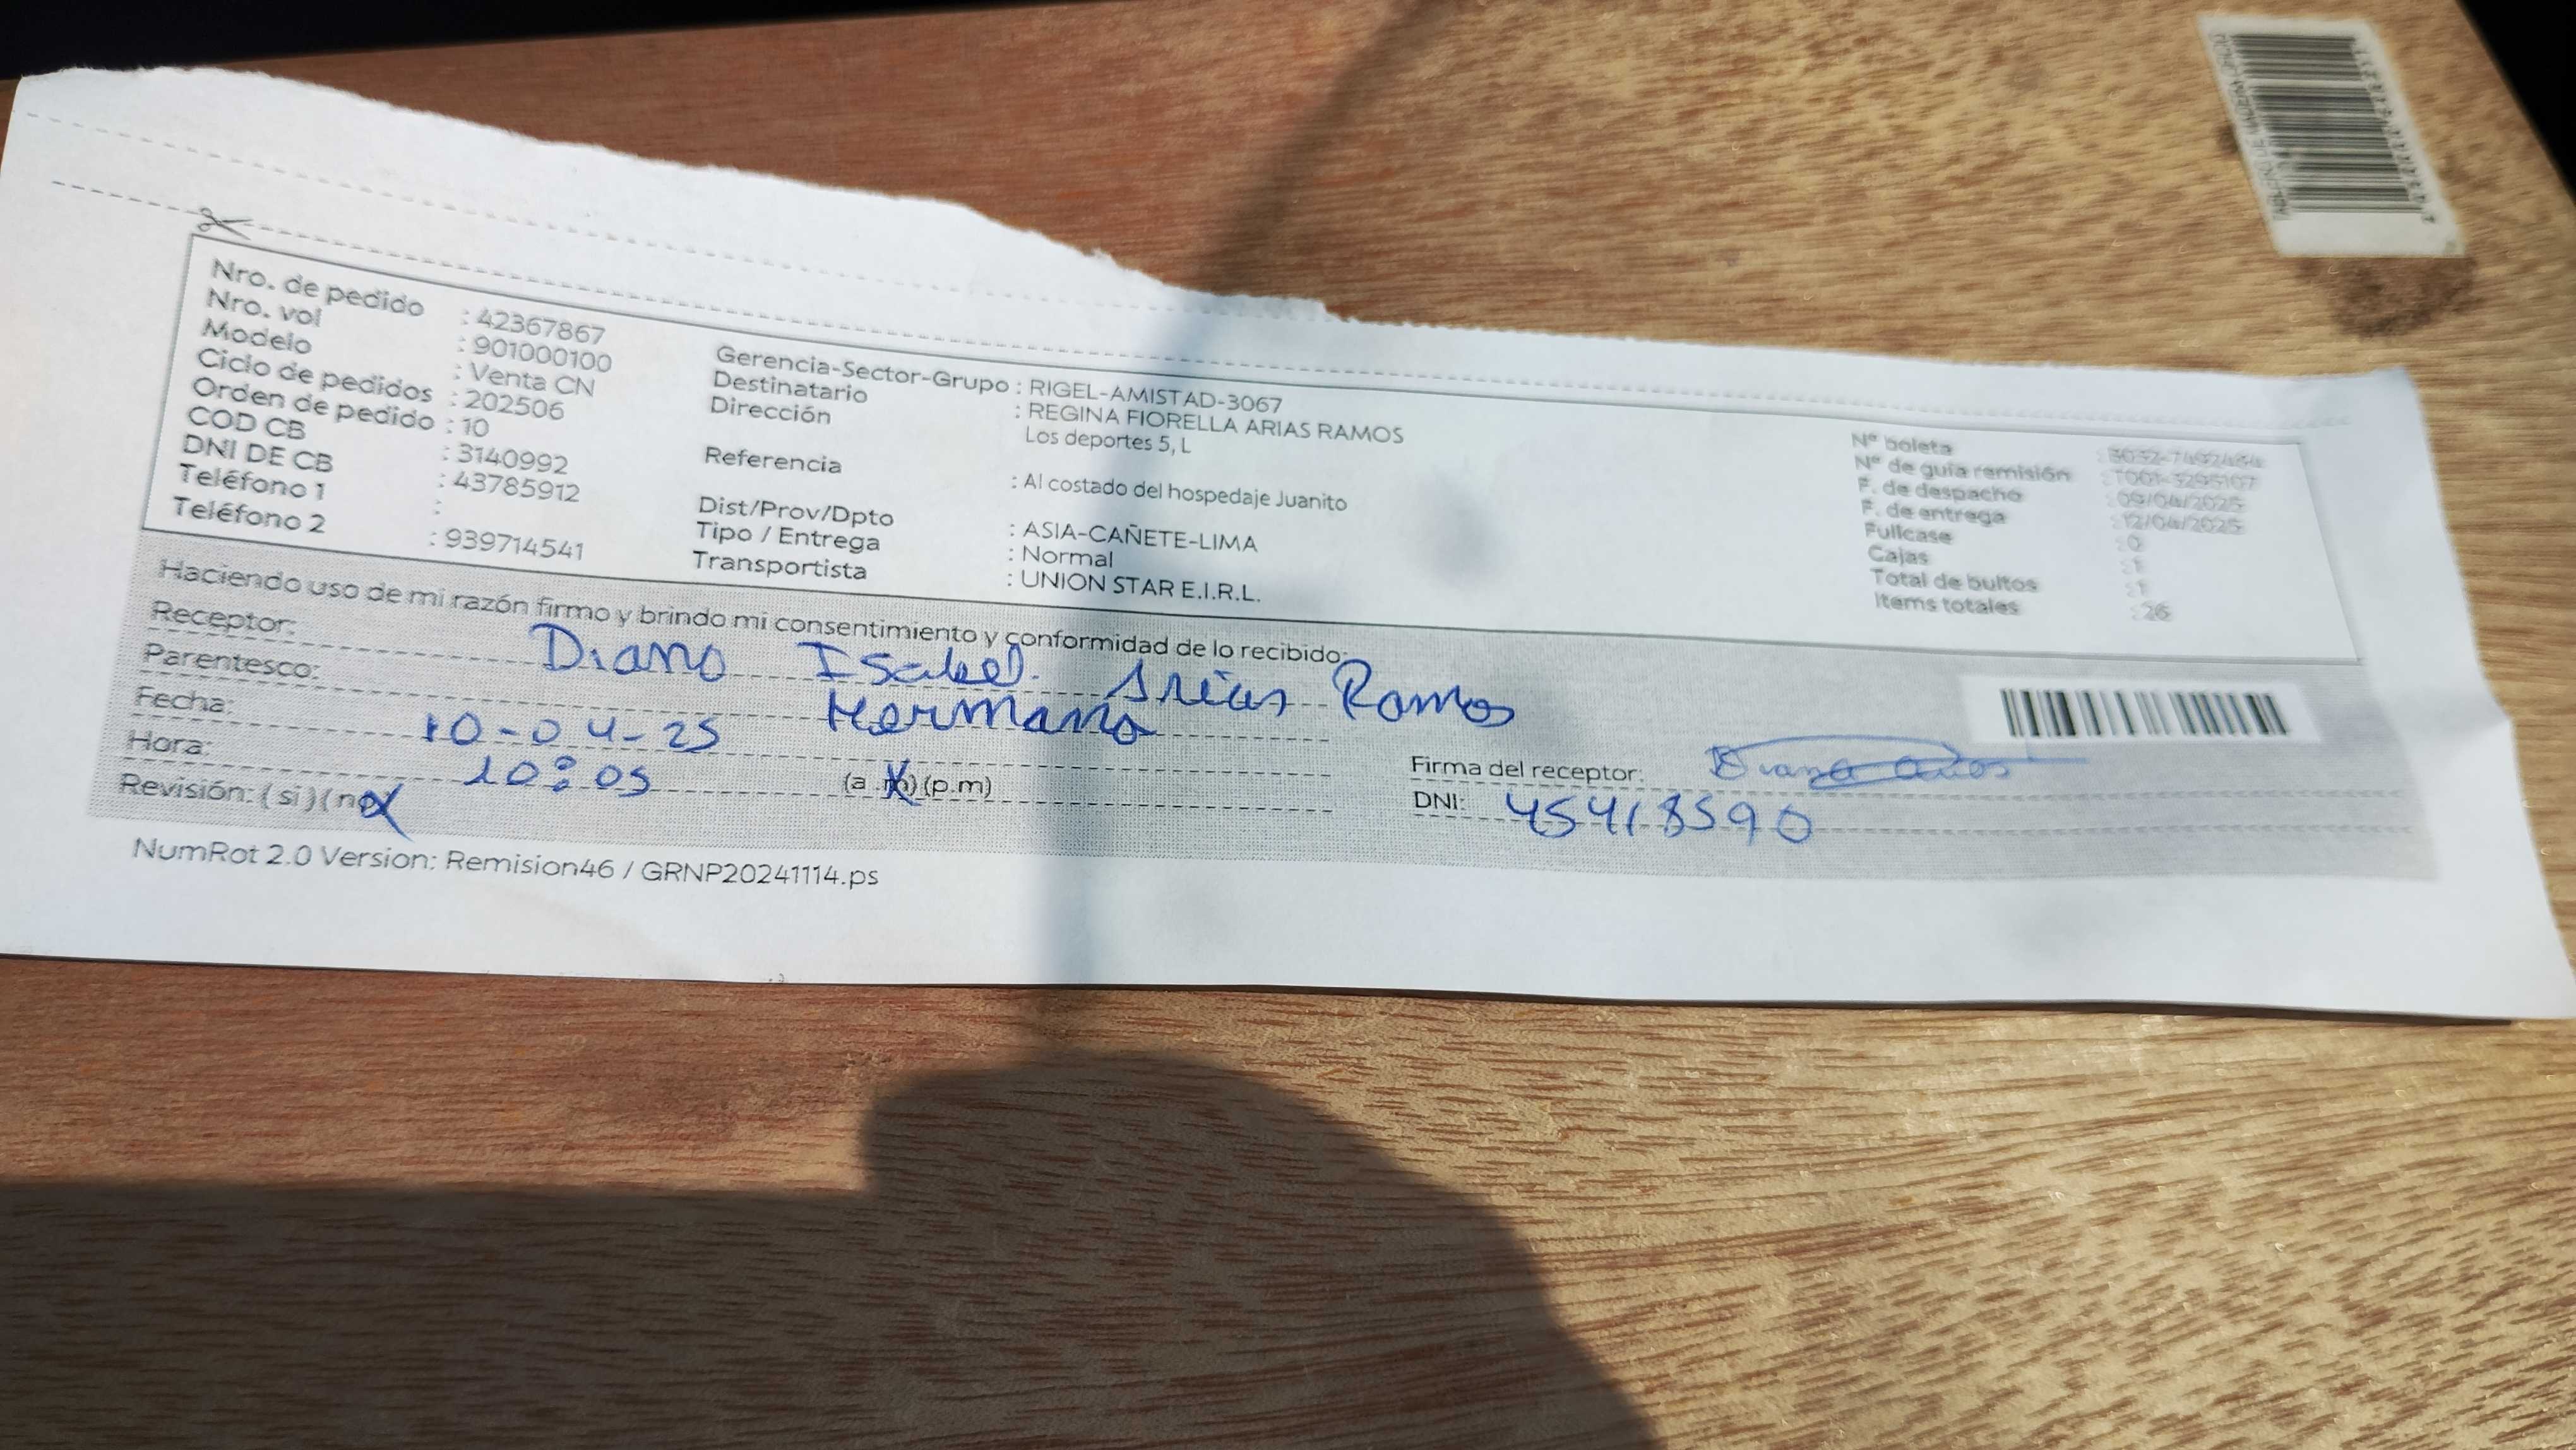 Nro. de pedido : 42367867
Nro. vol : 901000100
Modelo : Venta CN
Ciclo de pedidos : 202506
Orden de pedido : 10
COD CB : 3140992
DNI DE CB : 43785912
Teléfono 1 :
Teléfono 2 : 939714541
Gerencia-Sector-Grupo : RIGEL-AMISTAD-3067
Destinatario : REGINA FIORELLA ARIAS RAMOS
Dirección Los deportes 5, L
Referencia : Al costado del hospedaje Juanito
Dist/Prov/Dpto : ASIA-CAÑETE-LIMA
Tipo / Entrega : Normal
Transportista : UNION STAR E.I.R.L.
N° boleta
N° de guía remisión
F. de despacho : 09/04/2025
F. de entrega : 12/04/2025
Fullcase : 0
Cajas : 1
Total de bultos : 1
Items totales : 26
Haciendo uso de mi razón firmo y brindo mi consentimiento y conformidad de lo recibido:
Receptor: Diana Isabel Arias Ramos
Parentesco: Hermana
Fecha: 10-04-25
Hora: 10:05 (a.m) (p.m)
Revisión: (si) (no)
Firma del receptor:
DNI: 45418590
NumRot 2.0 Version: Remision46 / GRNP20241114.ps